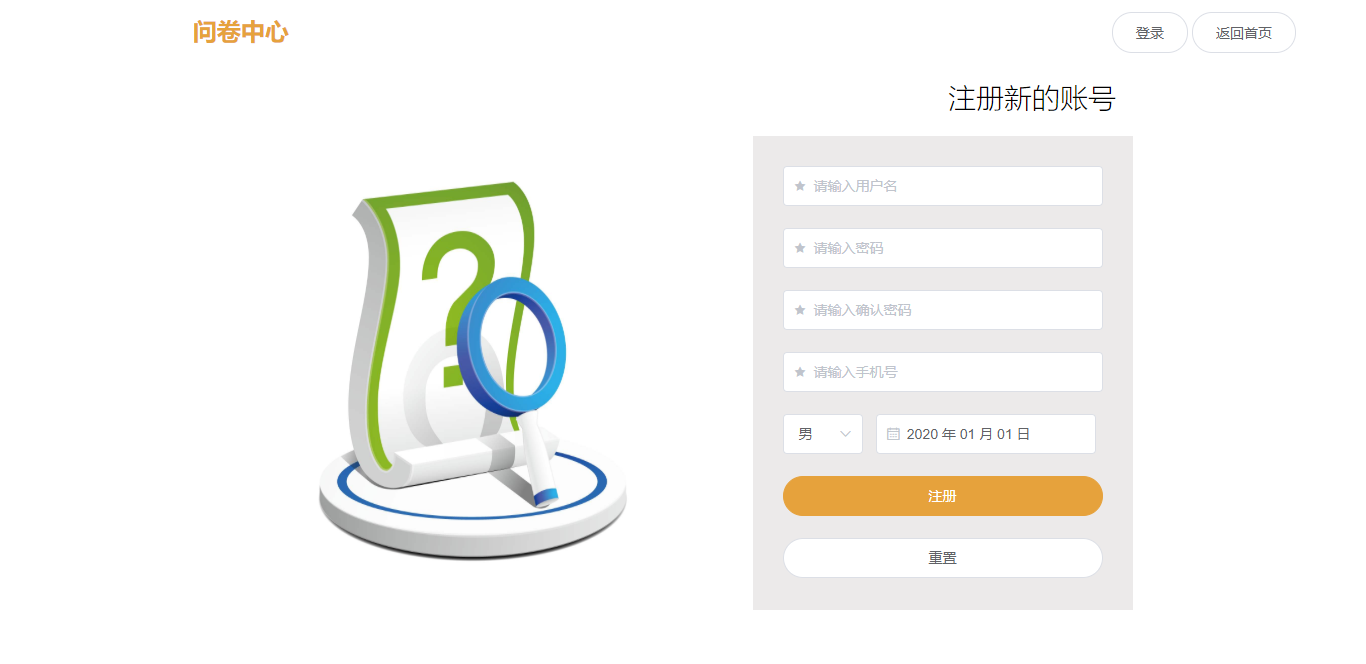 问卷中心
登录
返回首页
注册新的账号
请输入用户名
请输入密码
请输入确认密码
请输入手机号
男
2020 年 01 月 01 日
注册
重置